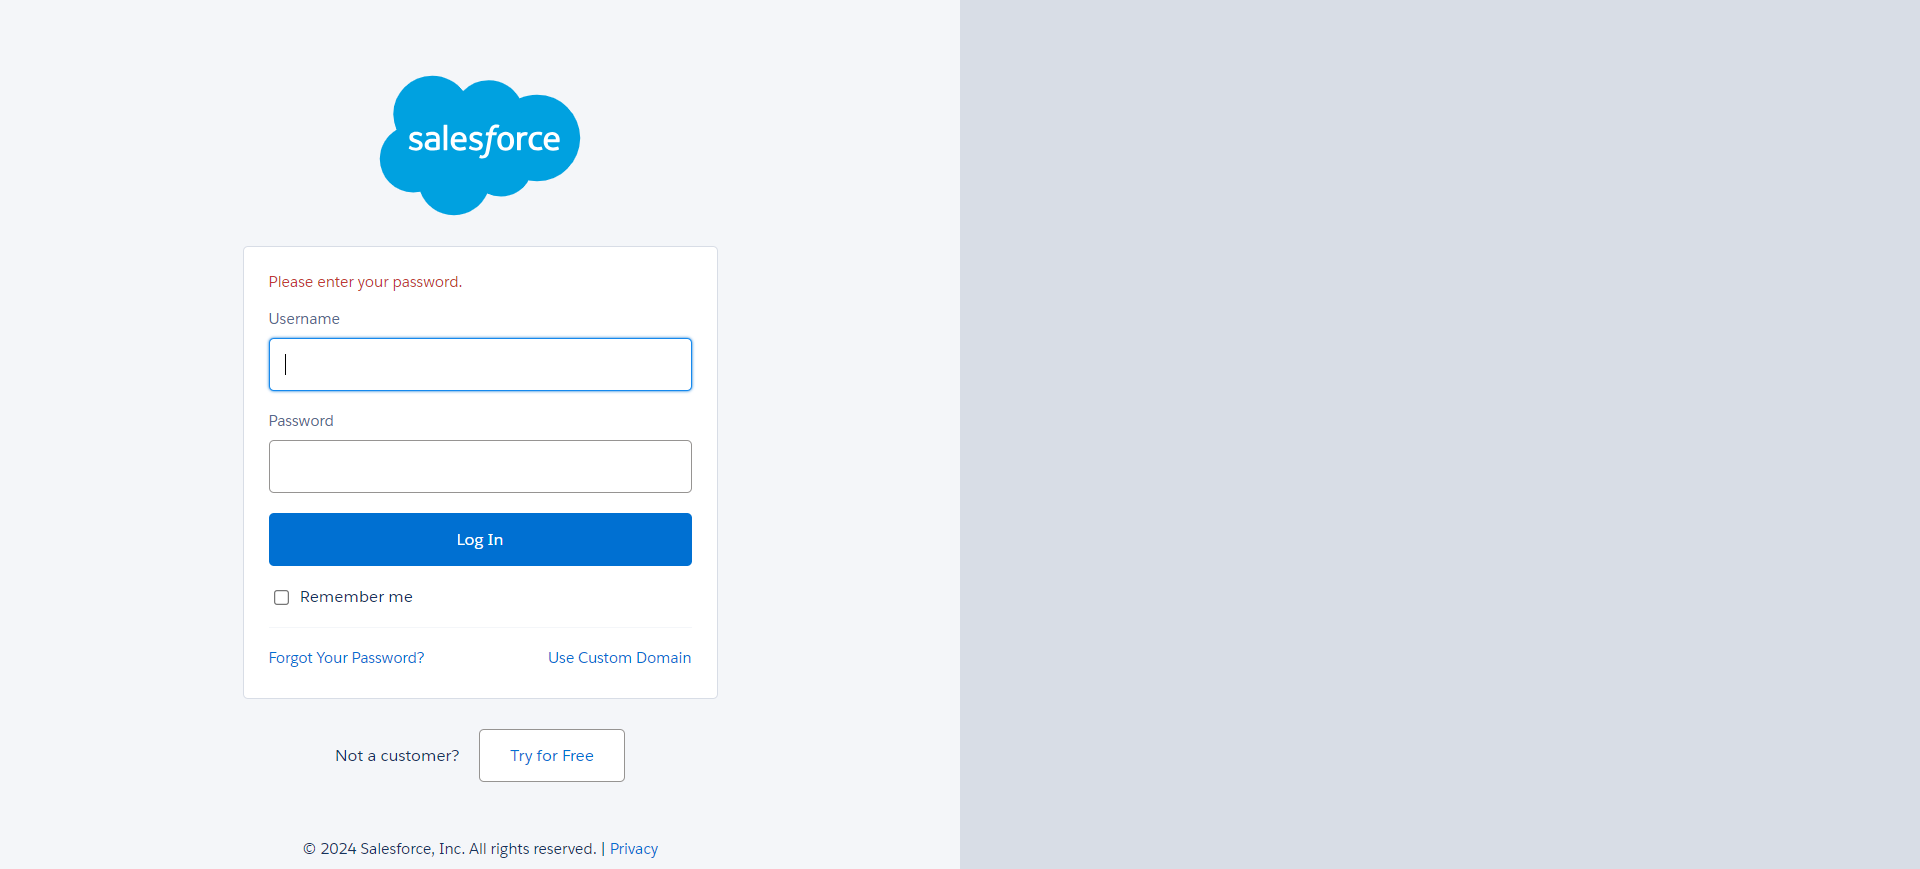 salesforce
Please enter your password.
Username
Password
Log In
Remember me
Forgot Your Password? Use Custom Domain
Not a customer? Try for Free
© 2024 Salesforce, Inc. All rights reserved. | Privacy